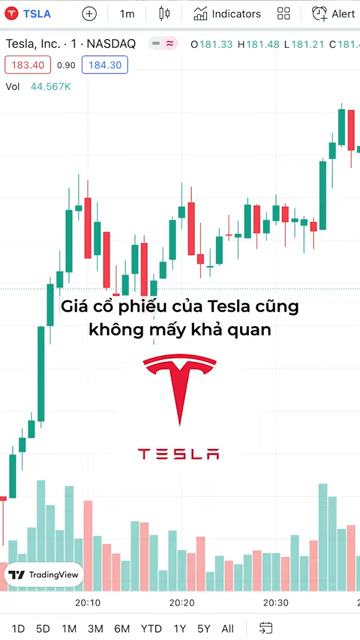 TSLA 1m Indicators Alert
Tesla, Inc. · 1 · NASDAQ O181.33 H181.48 L181.21 C181.
183.40 0.90 184.30
Vol 44.567K
Giá cổ phiếu của Tesla cũng
không mấy khả quan
TESLA
TradingView
20:10 20:20 20:30
1D 5D 1M 3M 6M YTD 1Y 5Y All